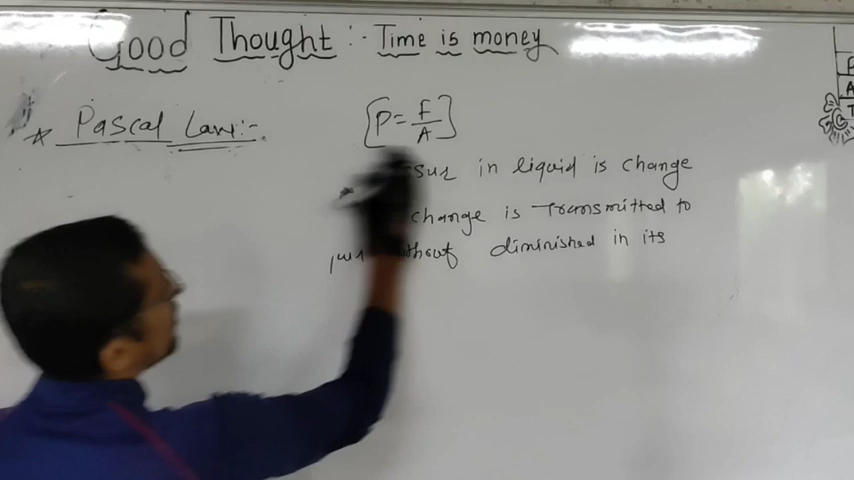 Good Thought :- Time is money
* Pascal Law:-
[P = F/A]
in liquid is change
change is Transmitted to
diminished in its
P
A
T